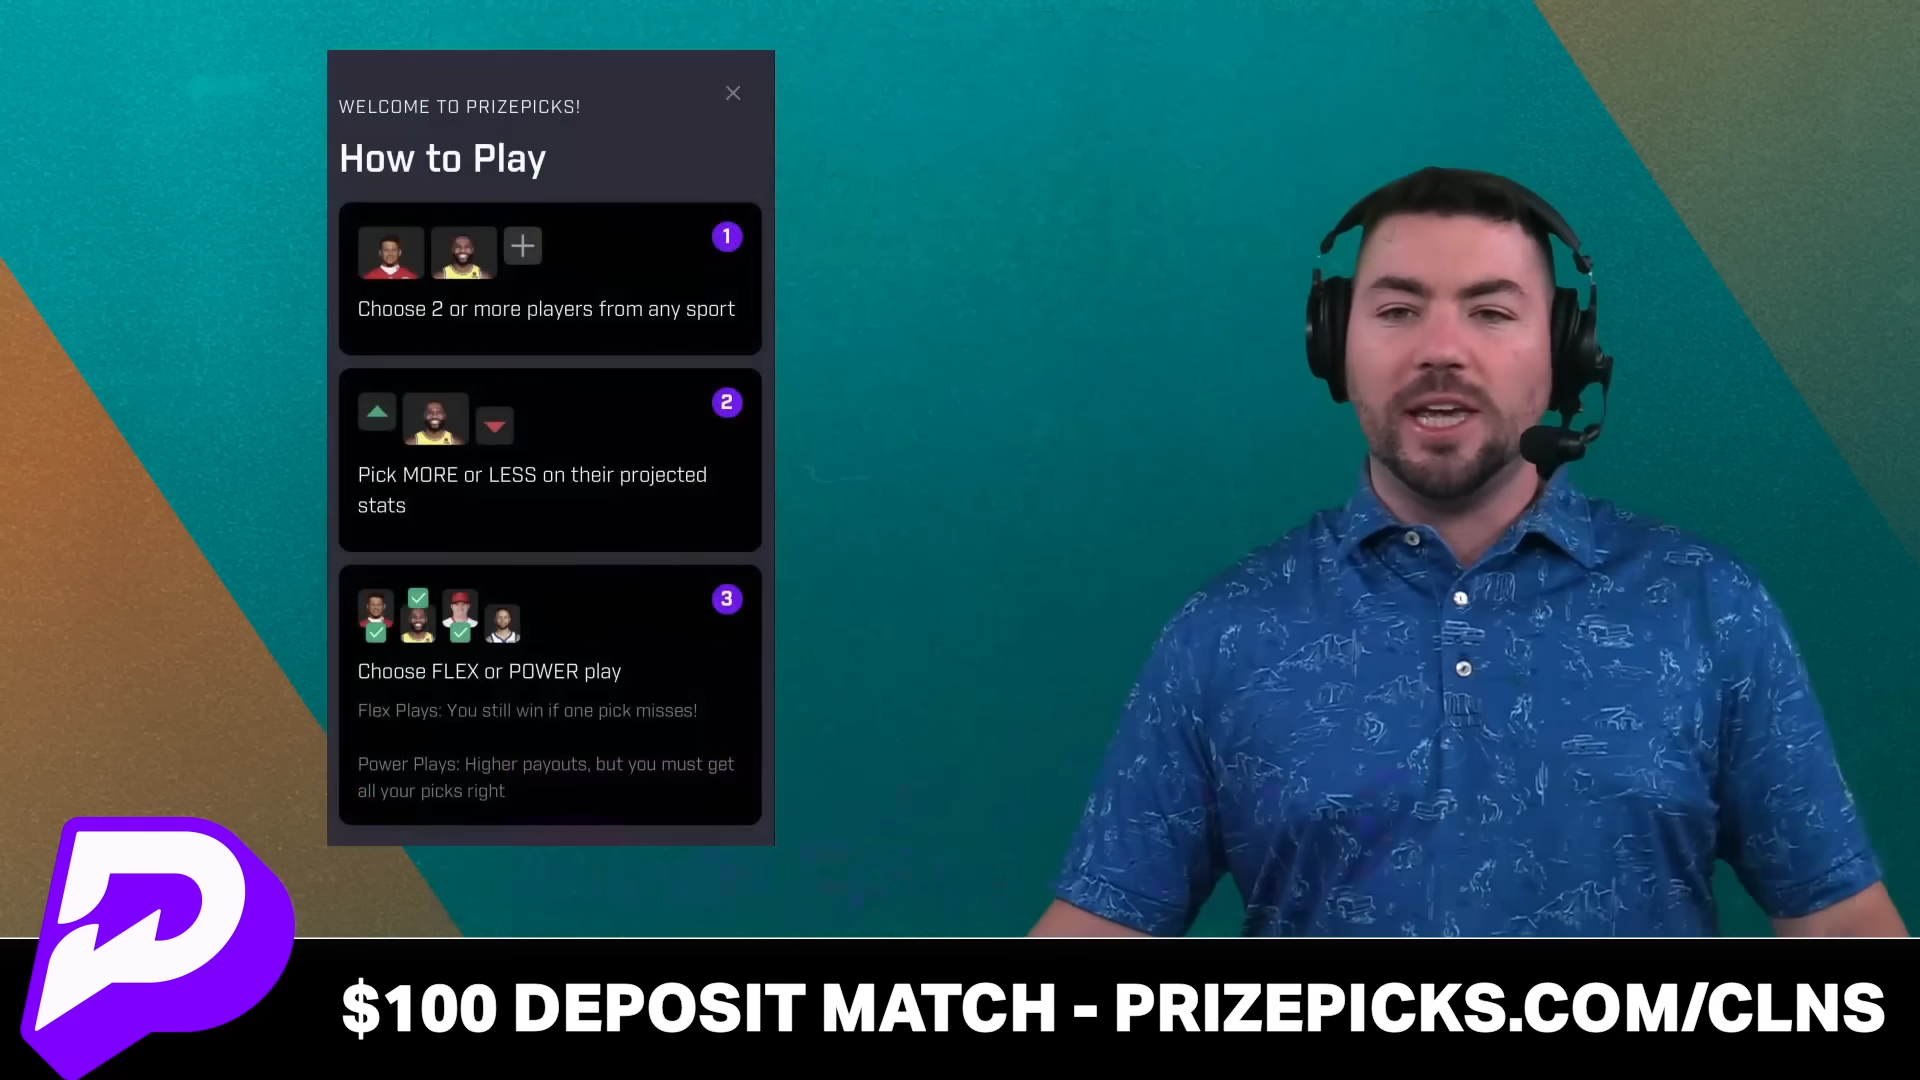 WELCOME TO PRIZEPICKS!
How to Play
1
Choose 2 or more players from any sport
2
Pick MORE or LESS on their projected
stats
3
Choose FLEX or POWER play
Flex Plays: You still win if one pick misses!
Power Plays: Higher payouts, but you must get
all your picks right
$100 DEPOSIT MATCH - PRIZEPICKS.COM/CLNS